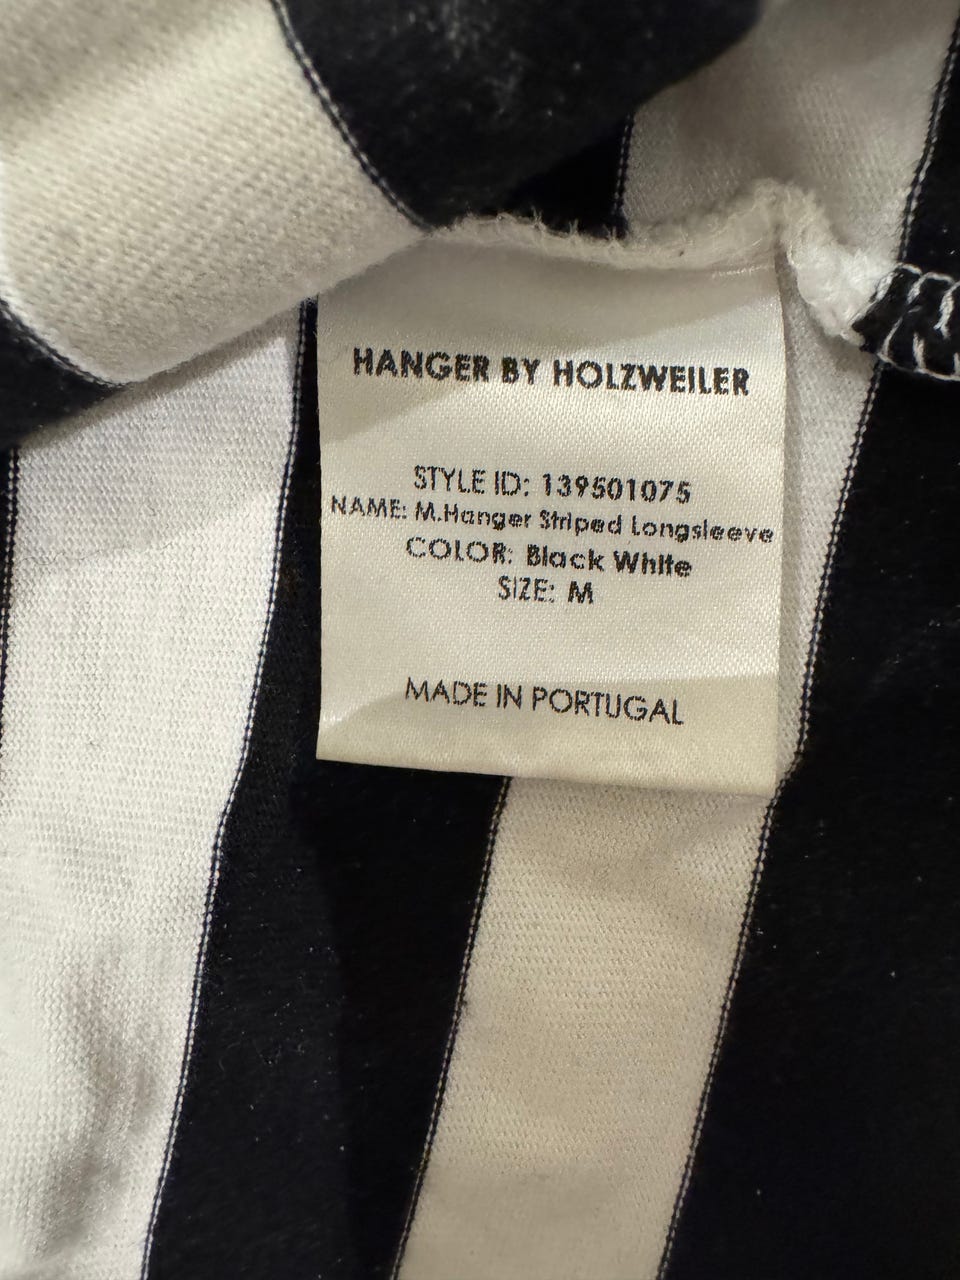 HANGER BY HOLZWEILER
STYLE ID: 139501075
NAME: M.Hanger Striped Longsleeve
COLOR: Black White
SIZE: M
MADE IN PORTUGAL